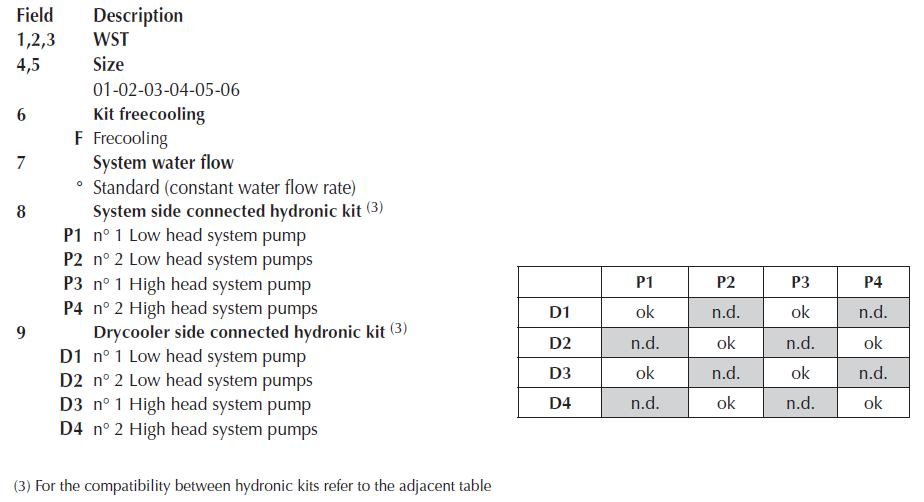 Field Description
1,2,3 WST
4,5 Size
01-02-03-04-05-06
6 Kit freecooling
F Frecooling
7 System water flow
° Standard (constant water flow rate)
8 System side connected hydronic kit (3)
P1 n° 1 Low head system pump
P2 n° 2 Low head system pumps
P3 n° 1 High head system pump
P4 n° 2 High head system pumps
9 Drycooler side connected hydronic kit (3)
D1 n° 1 Low head system pump
D2 n° 2 Low head system pumps
D3 n° 1 High head system pump
D4 n° 2 High head system pumps
P1 P2 P3 P4
D1 ok n.d. ok n.d.
D2 n.d. ok n.d. ok
D3 ok n.d. ok n.d.
D4 n.d. ok n.d. ok
(3) For the compatibility between hydronic kits refer to the adjacent table